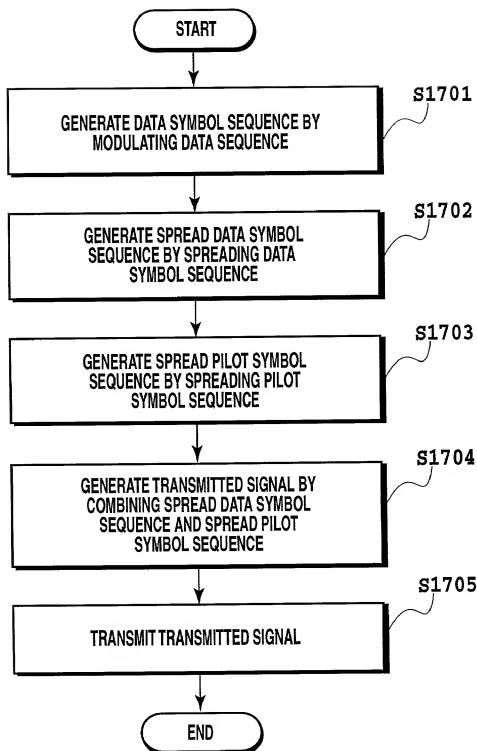 START
S1701
GENERATE DATA SYMBOL SEQUENCE BY
MODULATING DATA SEQUENCE
S1702
GENERATE SPREAD DATA SYMBOL
SEQUENCE BY SPREADING DATA
SYMBOL SEQUENCE
S1703
GENERATE SPREAD PILOT SYMBOL
SEQUENCE BY SPREADING PILOT
SYMBOL SEQUENCE
S1704
GENERATE TRANSMITTED SIGNAL BY
COMBINING SPREAD DATA SYMBOL
SEQUENCE AND SPREAD PILOT
SYMBOL SEQUENCE
S1705
TRANSMIT TRANSMITTED SIGNAL
END